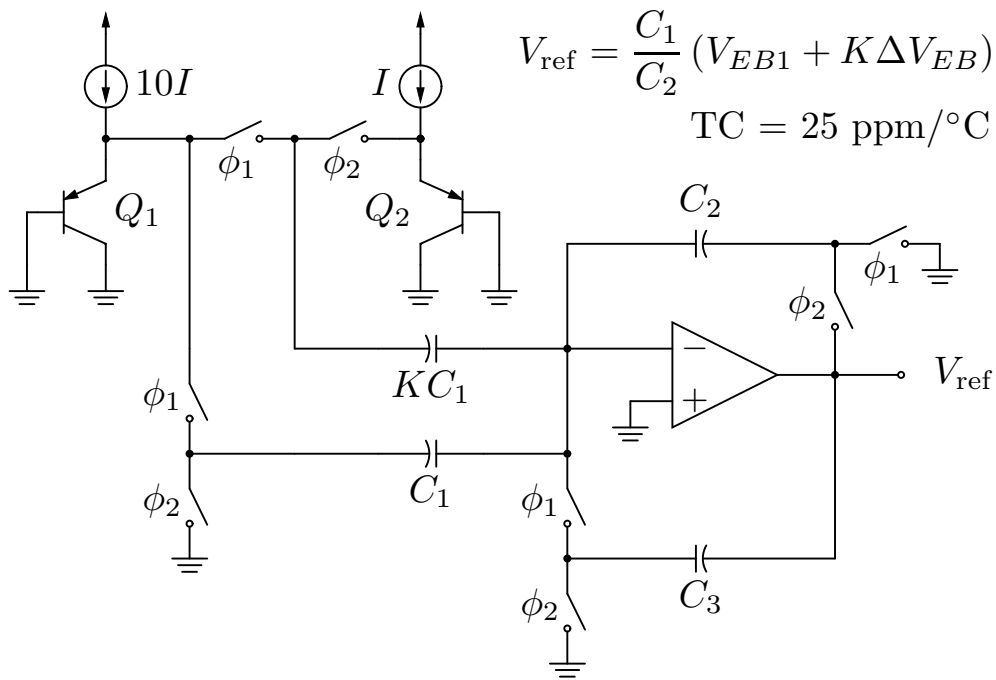 V_ref = C_1/C_2 (V_EB1 + KΔV_EB)
TC = 25 ppm/°C
10I
I
ϕ_1
ϕ_2
Q_1
Q_2
C_2
ϕ_1
ϕ_2
−
+
V_ref
KC_1
ϕ_1
C_1
ϕ_2
ϕ_1
C_3
ϕ_2